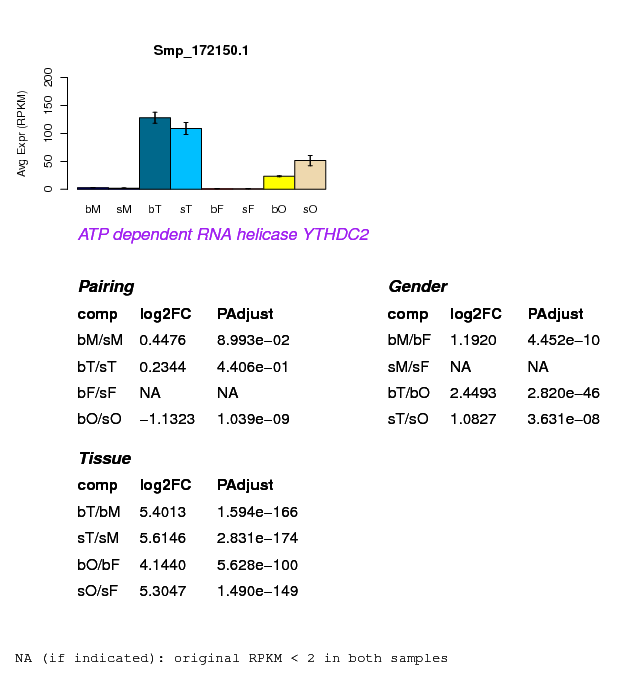 Smp_172150.1
Avg Expr (RPKM)
200
150
100
50
0
bM sM bT sT bF sF bO sO
ATP dependent RNA helicase YTHDC2
Pairing
comp log2FC PAdjust
bM/sM 0.4476 8.993e−02
bT/sT 0.2344 4.406e−01
bF/sF NA NA
bO/sO −1.1323 1.039e−09
Gender
comp log2FC PAdjust
bM/bF 1.1920 4.452e−10
sM/sF NA NA
bT/bO 2.4493 2.820e−46
sT/sO 1.0827 3.631e−08
Tissue
comp log2FC PAdjust
bT/bM 5.4013 1.594e−166
sT/sM 5.6146 2.831e−174
bO/bF 4.1440 5.628e−100
sO/sF 5.3047 1.490e−149
NA (if indicated): original RPKM < 2 in both samples